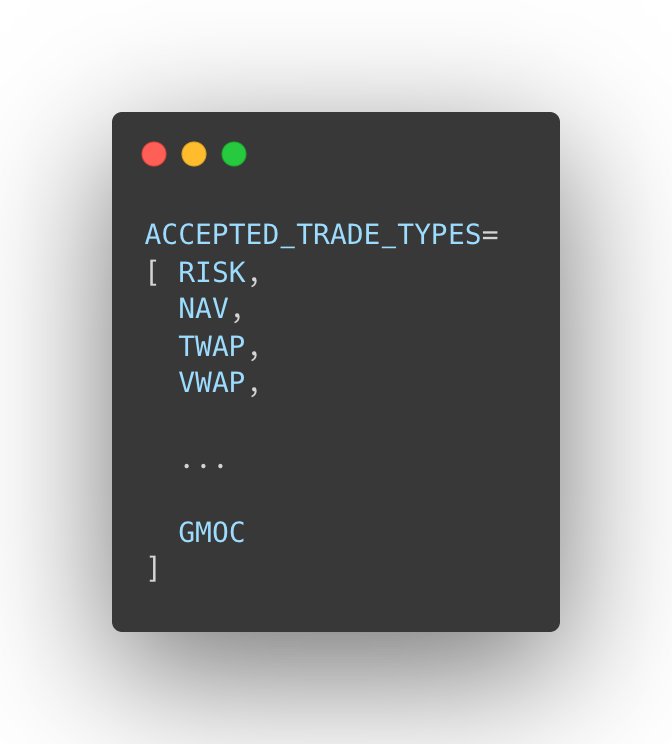 ACCEPTED_TRADE_TYPES=
[ RISK,
NAV,
TWAP,
VWAP,
...
GMOC
]